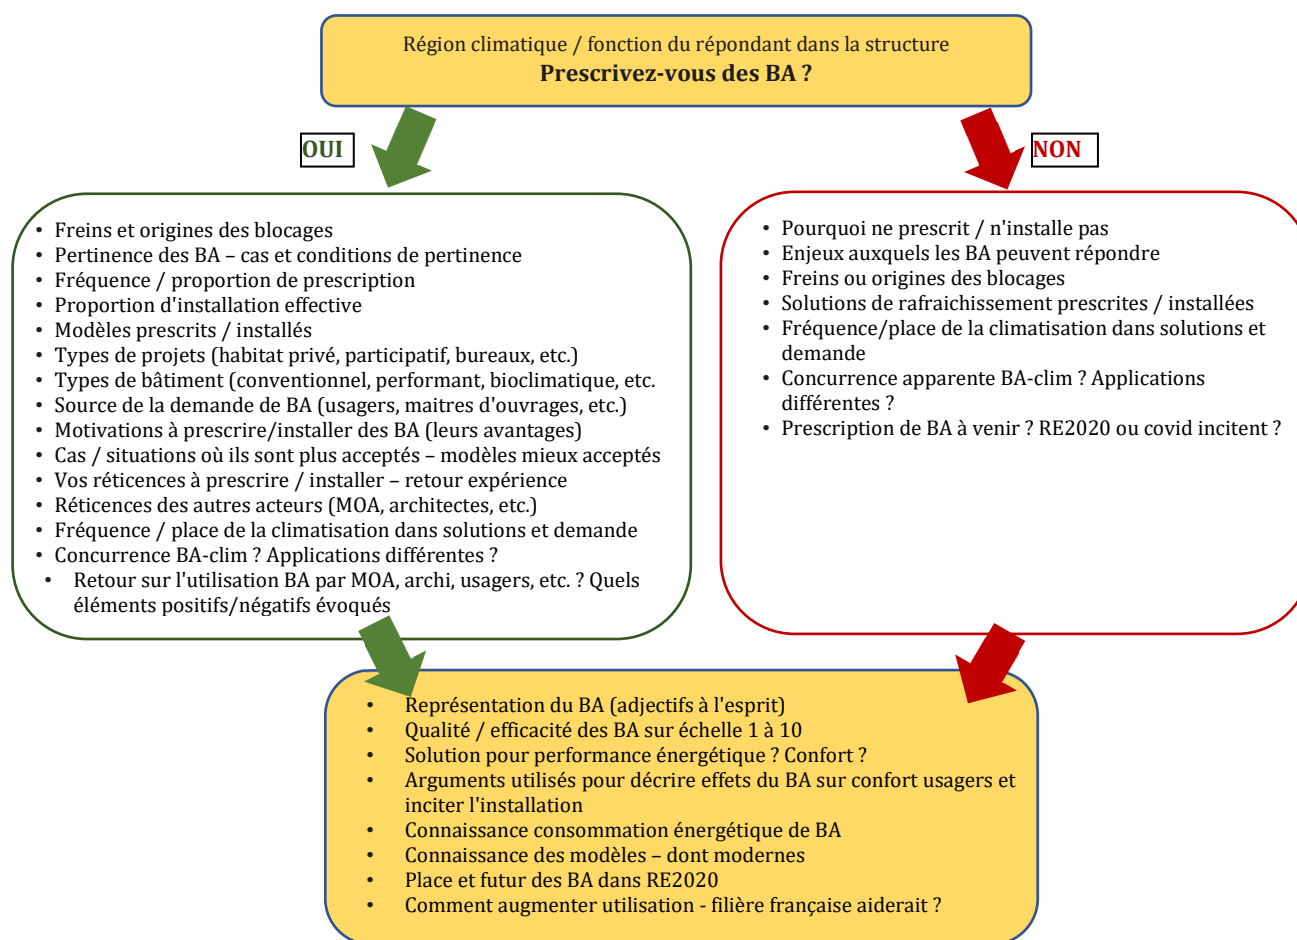 Région climatique / fonction du répondant dans la structure
Prescrivez-vous des BA ?
OUI
NON
• Freins et origines des blocages
• Pertinence des BA – cas et conditions de pertinence
• Fréquence / proportion de prescription
• Proportion d'installation effective
• Modèles prescrits / installés
• Types de projets (habitat privé, participatif, bureaux, etc.)
• Types de bâtiment (conventionnel, performant, bioclimatique, etc.
• Source de la demande de BA (usagers, maitres d'ouvrages, etc.)
• Motivations à prescrire/installer des BA (leurs avantages)
• Cas / situations où ils sont plus acceptés – modèles mieux acceptés
• Vos réticences à prescrire / installer – retour expérience
• Réticences des autres acteurs (MOA, architectes, etc.)
• Fréquence / place de la climatisation dans solutions et demande
• Concurrence BA-clim ? Applications différentes ?
• Retour sur l'utilisation BA par MOA, archi, usagers, etc. ? Quels
éléments positifs/négatifs évoqués
• Pourquoi ne prescrit / n'installe pas
• Enjeux auxquels les BA peuvent répondre
• Freins ou origines des blocages
• Solutions de rafraichissement prescrites / installées
• Fréquence/place de la climatisation dans solutions et
demande
• Concurrence apparente BA-clim ? Applications
différentes ?
• Prescription de BA à venir ? RE2020 ou covid incitent ?
• Représentation du BA (adjectifs à l'esprit)
• Qualité / efficacité des BA sur échelle 1 à 10
• Solution pour performance énergétique ? Confort ?
• Arguments utilisés pour décrire effets du BA sur confort usagers et
inciter l'installation
• Connaissance consommation énergétique de BA
• Connaissance des modèles – dont modernes
• Place et futur des BA dans RE2020
• Comment augmenter utilisation - filière française aiderait ?